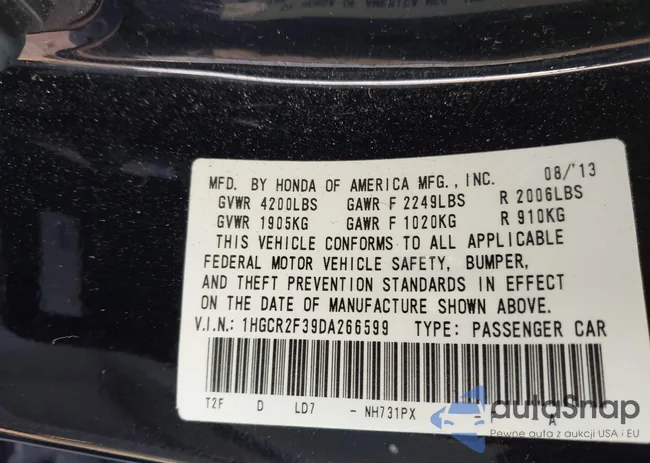 MFD. BY HONDA OF AMERICA MFG., INC. 08/'13
GVWR 4200LBS GAWR F 2249LBS R 2006LBS
GVWR 1905KG GAWR F 1020KG R 910KG
THIS VEHICLE CONFORMS TO ALL APPLICABLE
FEDERAL MOTOR VEHICLE SAFETY, BUMPER,
AND THEFT PREVENTION STANDARDS IN EFFECT
ON THE DATE OF MANUFACTURE SHOWN ABOVE.
V.I.N.: 1HGCR2F39DA266599 TYPE: PASSENGER CAR
T2F D LD7 - NH731PX A
autoSnap
Pewne auta z aukcji USA i EU